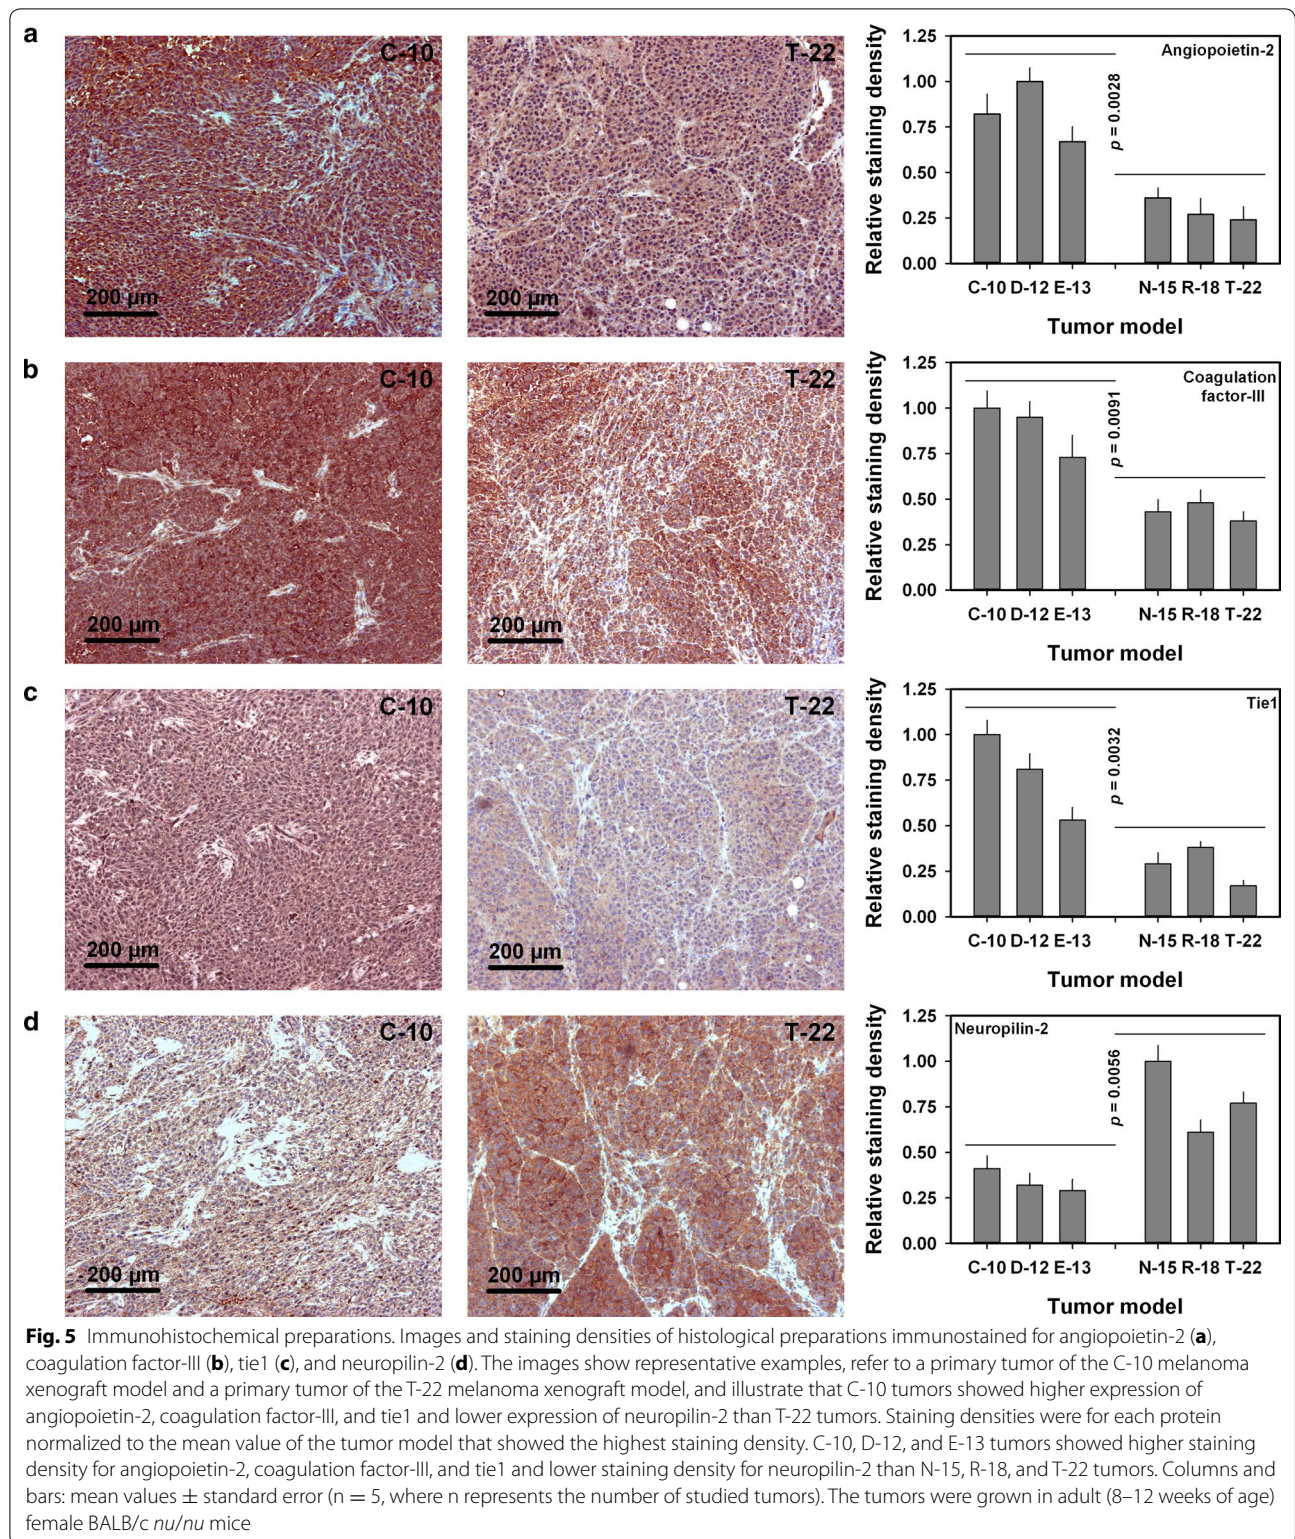 a
C-10
200 µm
T-22
200 µm
Relative staining density
1.25
1.00
0.75
0.50
0.25
0.00
Angiopoietin-2
p = 0.0028
C-10 D-12 E-13 N-15 R-18 T-22
Tumor model
b
C-10
200 µm
T-22
200 µm
Relative staining density
1.25
1.00
0.75
0.50
0.25
0.00
Coagulation
factor-III
p = 0.0091
C-10 D-12 E-13 N-15 R-18 T-22
Tumor model
c
C-10
200 µm
T-22
200 µm
Relative staining density
1.25
1.00
0.75
0.50
0.25
0.00
Tie1
p = 0.0032
C-10 D-12 E-13 N-15 R-18 T-22
Tumor model
d
C-10
200 µm
T-22
200 µm
Relative staining density
1.25
1.00
0.75
0.50
0.25
0.00
Neuropilin-2
p = 0.0056
C-10 D-12 E-13 N-15 R-18 T-22
Tumor model
Fig. 5 Immunohistochemical preparations. Images and staining densities of histological preparations immunostained for angiopoietin-2 (a),
coagulation factor-III (b), tie1 (c), and neuropilin-2 (d). The images show representative examples, refer to a primary tumor of the C-10 melanoma
xenograft model and a primary tumor of the T-22 melanoma xenograft model, and illustrate that C-10 tumors showed higher expression of
angiopoietin-2, coagulation factor-III, and tie1 and lower expression of neuropilin-2 than T-22 tumors. Staining densities were for each protein
normalized to the mean value of the tumor model that showed the highest staining density. C-10, D-12, and E-13 tumors showed higher staining
density for angiopoietin-2, coagulation factor-III, and tie1 and lower staining density for neuropilin-2 than N-15, R-18, and T-22 tumors. Columns and
bars: mean values ± standard error (n = 5, where n represents the number of studied tumors). The tumors were grown in adult (8–12 weeks of age)
female BALB/c nu/nu mice